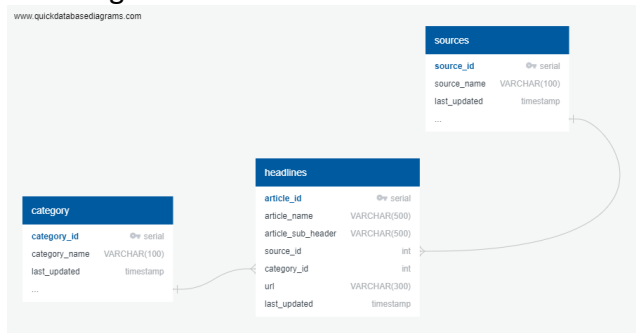 www.quickdatabasediagrams.com
sources
source_id serial
source_name VARCHAR(100)
last_updated timestamp
...
headlines
article_id serial
article_name VARCHAR(500)
article_sub_header VARCHAR(500)
source_id int
category_id int
url VARCHAR(300)
last_updated timestamp
category
category_id serial
category_name VARCHAR(100)
last_updated timestamp
...